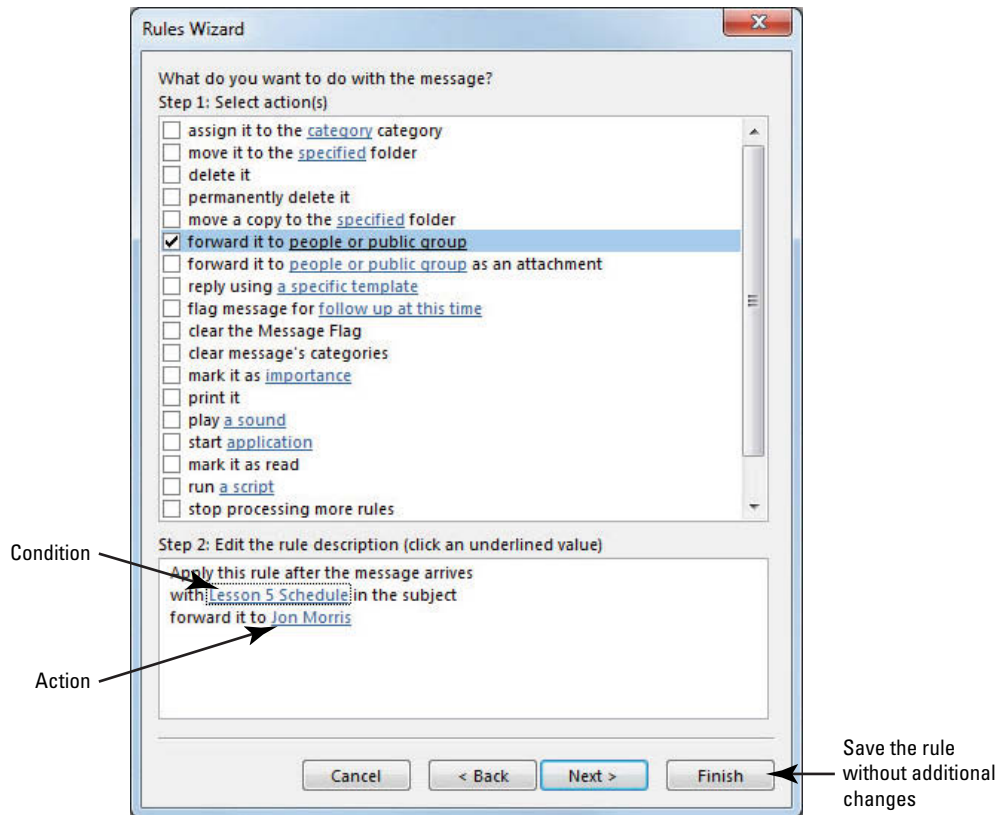 Rules Wizard
What do you want to do with the message?
Step 1: Select action(s)
assign it to the category category
move it to the specified folder
delete it
permanently delete it
move a copy to the specified folder
forward it to people or public group
forward it to people or public group as an attachment
reply using a specific template
flag message for follow up at this time
clear the Message Flag
clear message's categories
mark it as importance
print it
play a sound
start application
mark it as read
run a script
stop processing more rules
Step 2: Edit the rule description (click an underlined value)
Condition
Apply this rule after the message arrives
with Lesson 5 Schedule in the subject
forward it to Jon Morris
Action
Cancel
< Back
Next >
Finish
Save the rule
without additional
changes